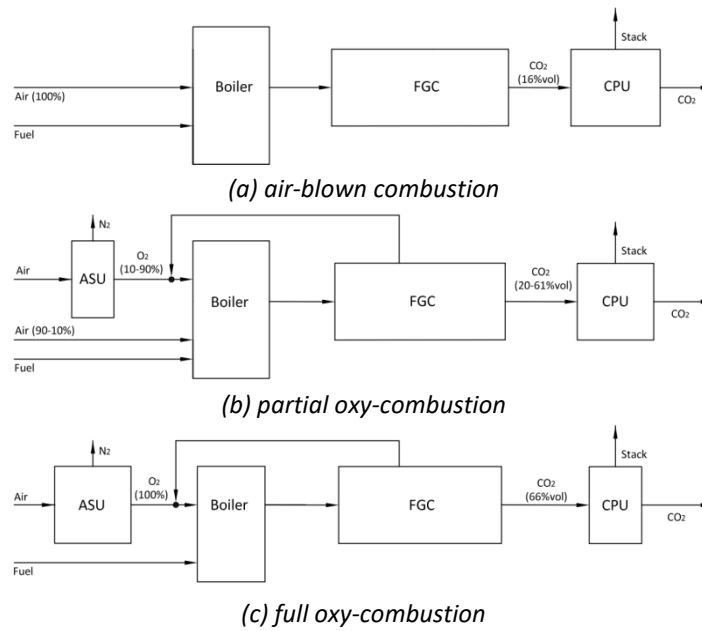 Stack
Air (100%)
Fuel
Boiler
FGC
CO₂
(16%vol)
CPU
CO₂
(a) air-blown combustion
N₂
Stack
Air
ASU
O₂
(10-90%)
Air (90-10%)
Fuel
Boiler
FGC
CO₂
(20-61%vol)
CPU
CO₂
(b) partial oxy-combustion
N₂
Stack
Air
ASU
O₂
(100%)
Fuel
Boiler
FGC
CO₂
(66%vol)
CPU
CO₂
(c) full oxy-combustion